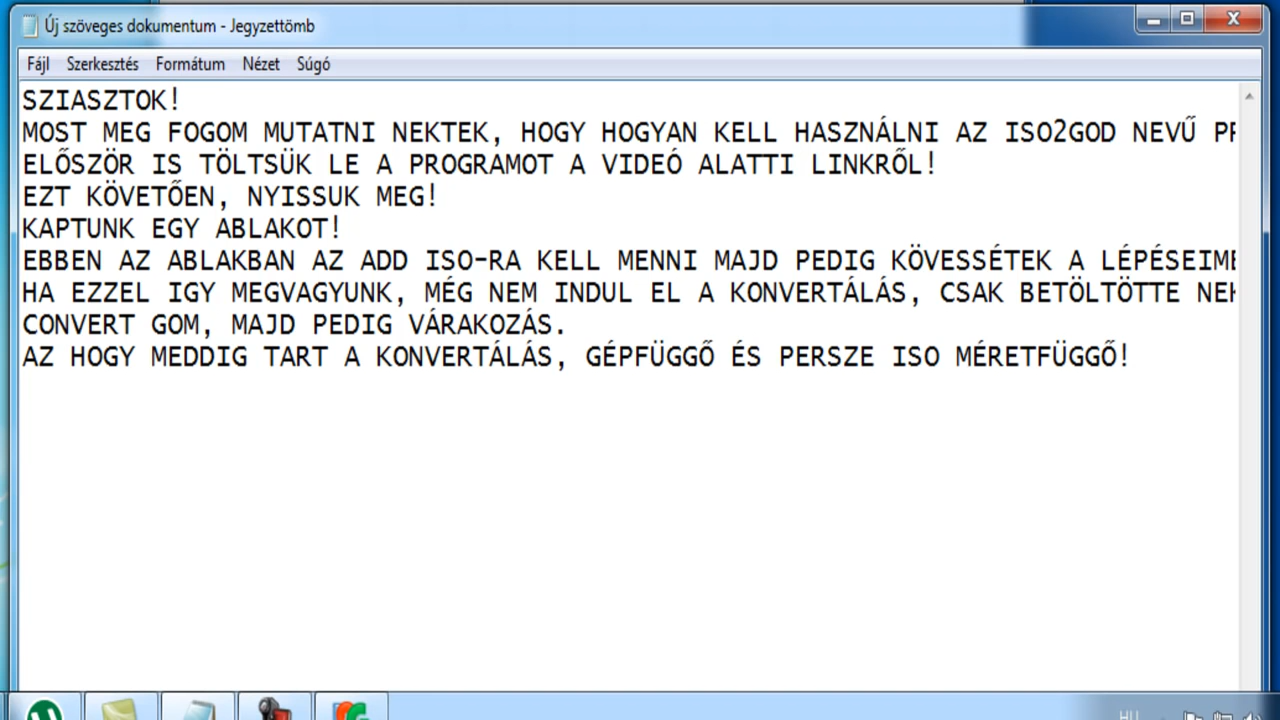 Új szöveges dokumentum - Jegyzettömb
Fájl Szerkesztés Formátum Nézet Súgó
SZIASZTOK!
MOST MEG FOGOM MUTATNI NEKTEK, HOGY HOGYAN KELL HASZNÁLNI AZ ISO2GOD NEVŰ
ELŐSZÖR IS TÖLTSÜK LE A PROGRAMOT A VIDEÓ ALATTI LINKRŐL!
EZT KÖVETŐEN, NYISSUK MEG!
KAPTUNK EGY ABLAKOT!
EBBEN AZ ABLAKBAN AZ ADD ISO-RA KELL MENNI MAJD PEDIG KÖVESSÉTEK A
HA EZZEL IGY MEGVAGYUNK, MÉG NEM INDUL EL A KONVERTÁLÁS, CSAK BETÖLTÖTTE
CONVERT GOM, MAJD PEDIG VÁRAKOZÁS.
AZ HOGY MEDDIG TART A KONVERTÁLÁS, GÉPFÜGGŐ ÉS PERSZE ISO MÉRETFÜGGŐ!
HU